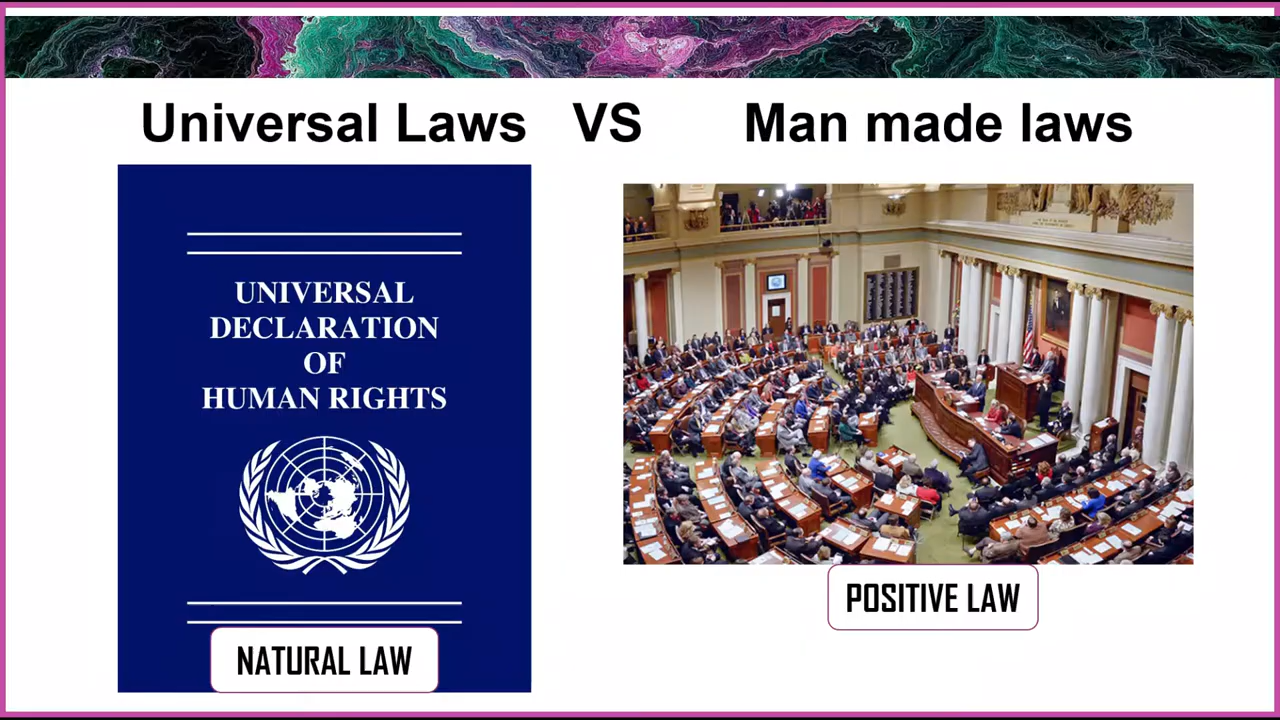 Universal Laws VS Man made laws
UNIVERSAL
DECLARATION
OF
HUMAN RIGHTS
NATURAL LAW
POSITIVE LAW